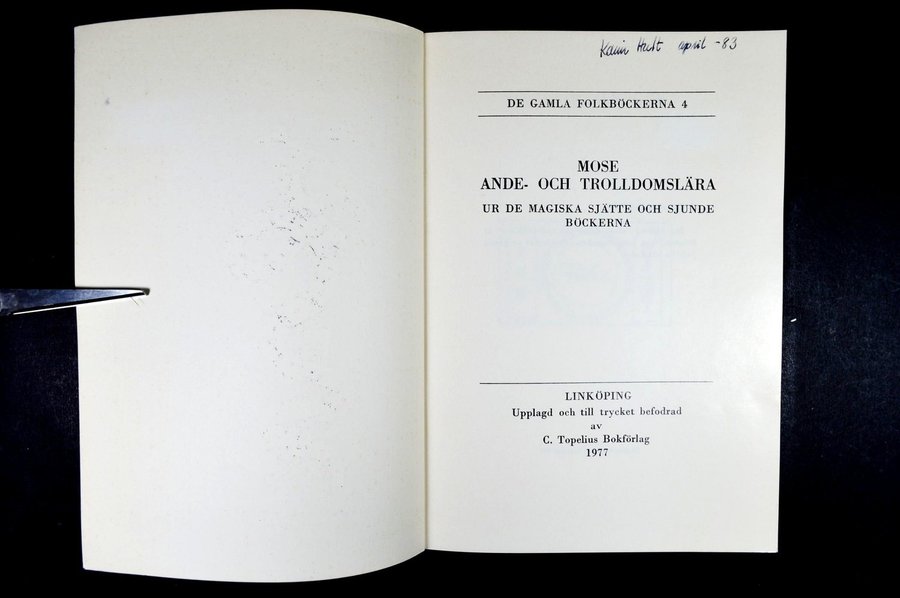 Karin Hult april -83
DE GAMLA FOLKBÖCKERNA 4
MOSE
ANDE- OCH TROLLDOMSLÄRA
UR DE MAGISKA SJÄTTE OCH SJUNDE
BÖCKERNA
LINKÖPING
Upplagd och till trycket befodrad
av
C. Topelius Bokförlag
1977